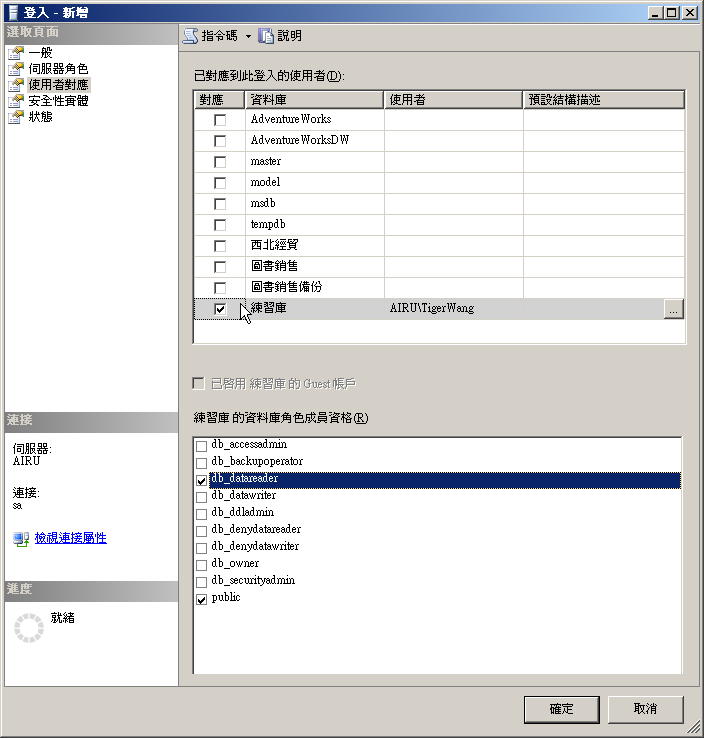 登入 - 新增
選取頁面
一般
伺服器角色
使用者對應
安全性實體
狀態
指令碼 說明
已對應到此登入的使用者(D):
對應 資料庫 使用者 預設結構描述
AdventureWorks
AdventureWorksDW
master
model
msdb
tempdb
西北經貿
圖書銷售
圖書銷售備份
練習庫 AIRU\TigerWang ...
已啓用 練習庫 的 Guest 帳戶
練習庫 的資料庫角色成員資格(R)
db_accessadmin
db_backupoperator
db_datareader
db_datawriter
db_ddladmin
db_denydatareader
db_denydatawriter
db_owner
db_securityadmin
public
連接
伺服器:
AIRU
連接:
sa
檢視連接屬性
進度
就緒
確定 取消